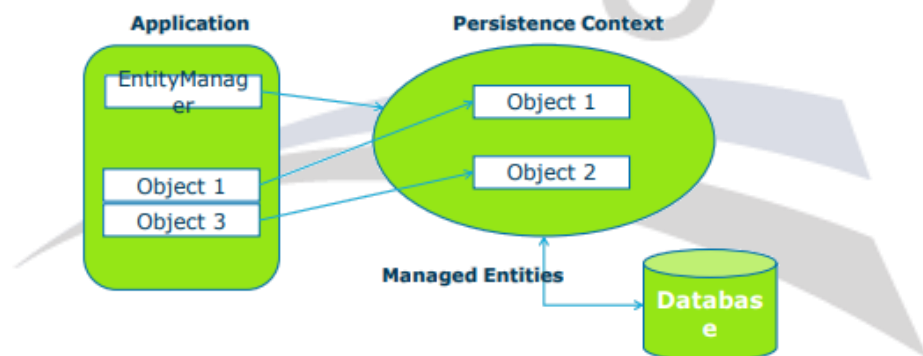 Application
Persistence Context
EntityManag
er
Object 1
Object 1
Object 2
Object 3
Managed Entities
Databas
e